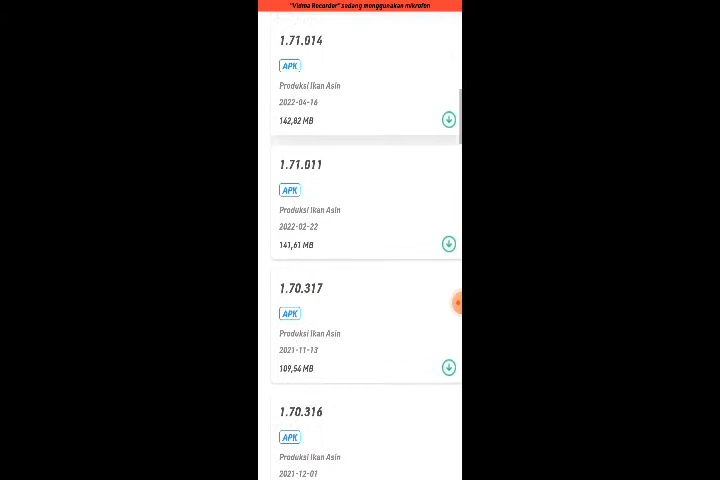 "Vidma Recorder" sedang menggunakan mikrofon
1.71.014
APK
Produksi Ikan Asin
2022-04-16
142,82 MB
1.71.011
APK
Produksi Ikan Asin
2022-02-22
141,61 MB
1.70.317
APK
Produksi Ikan Asin
2021-11-13
109,54 MB
1.70.316
APK
Produksi Ikan Asin
2021-12-01